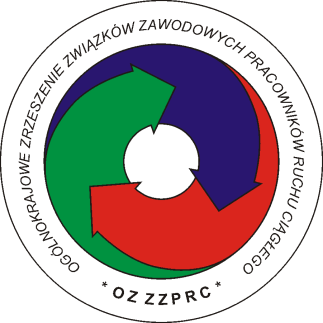 OGÓLNOKRAJOWE ZRZESZENIE ZWIĄZKÓW ZAWODOWYCH PRACOWNIKÓW RUCHU CIĄGŁEGO
* OZ ZZPRC *